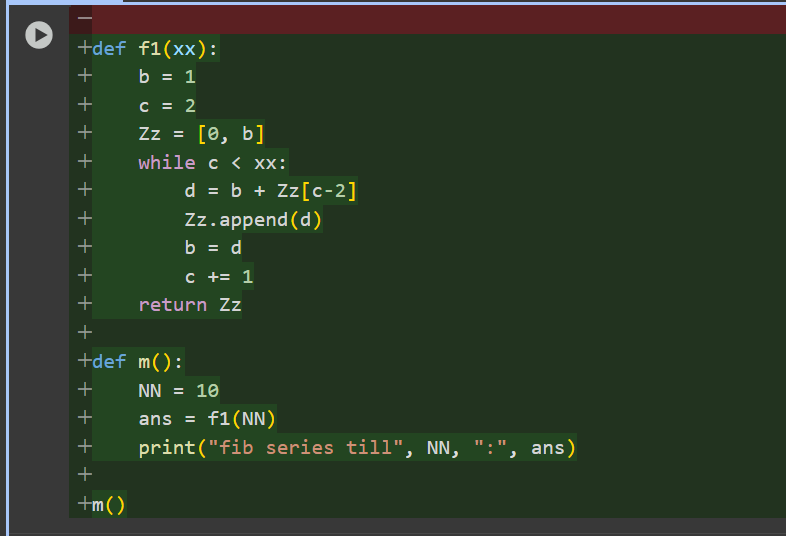 -
+def f1(xx):
+    b = 1
+    c = 2
+    Zz = [0, b]
+    while c < xx:
+        d = b + Zz[c-2]
+        Zz.append(d)
+        b = d
+        c += 1
+    return Zz
+
+def m():
+    NN = 10
+    ans = f1(NN)
+    print("fib series till", NN, ":", ans)
+
+m()